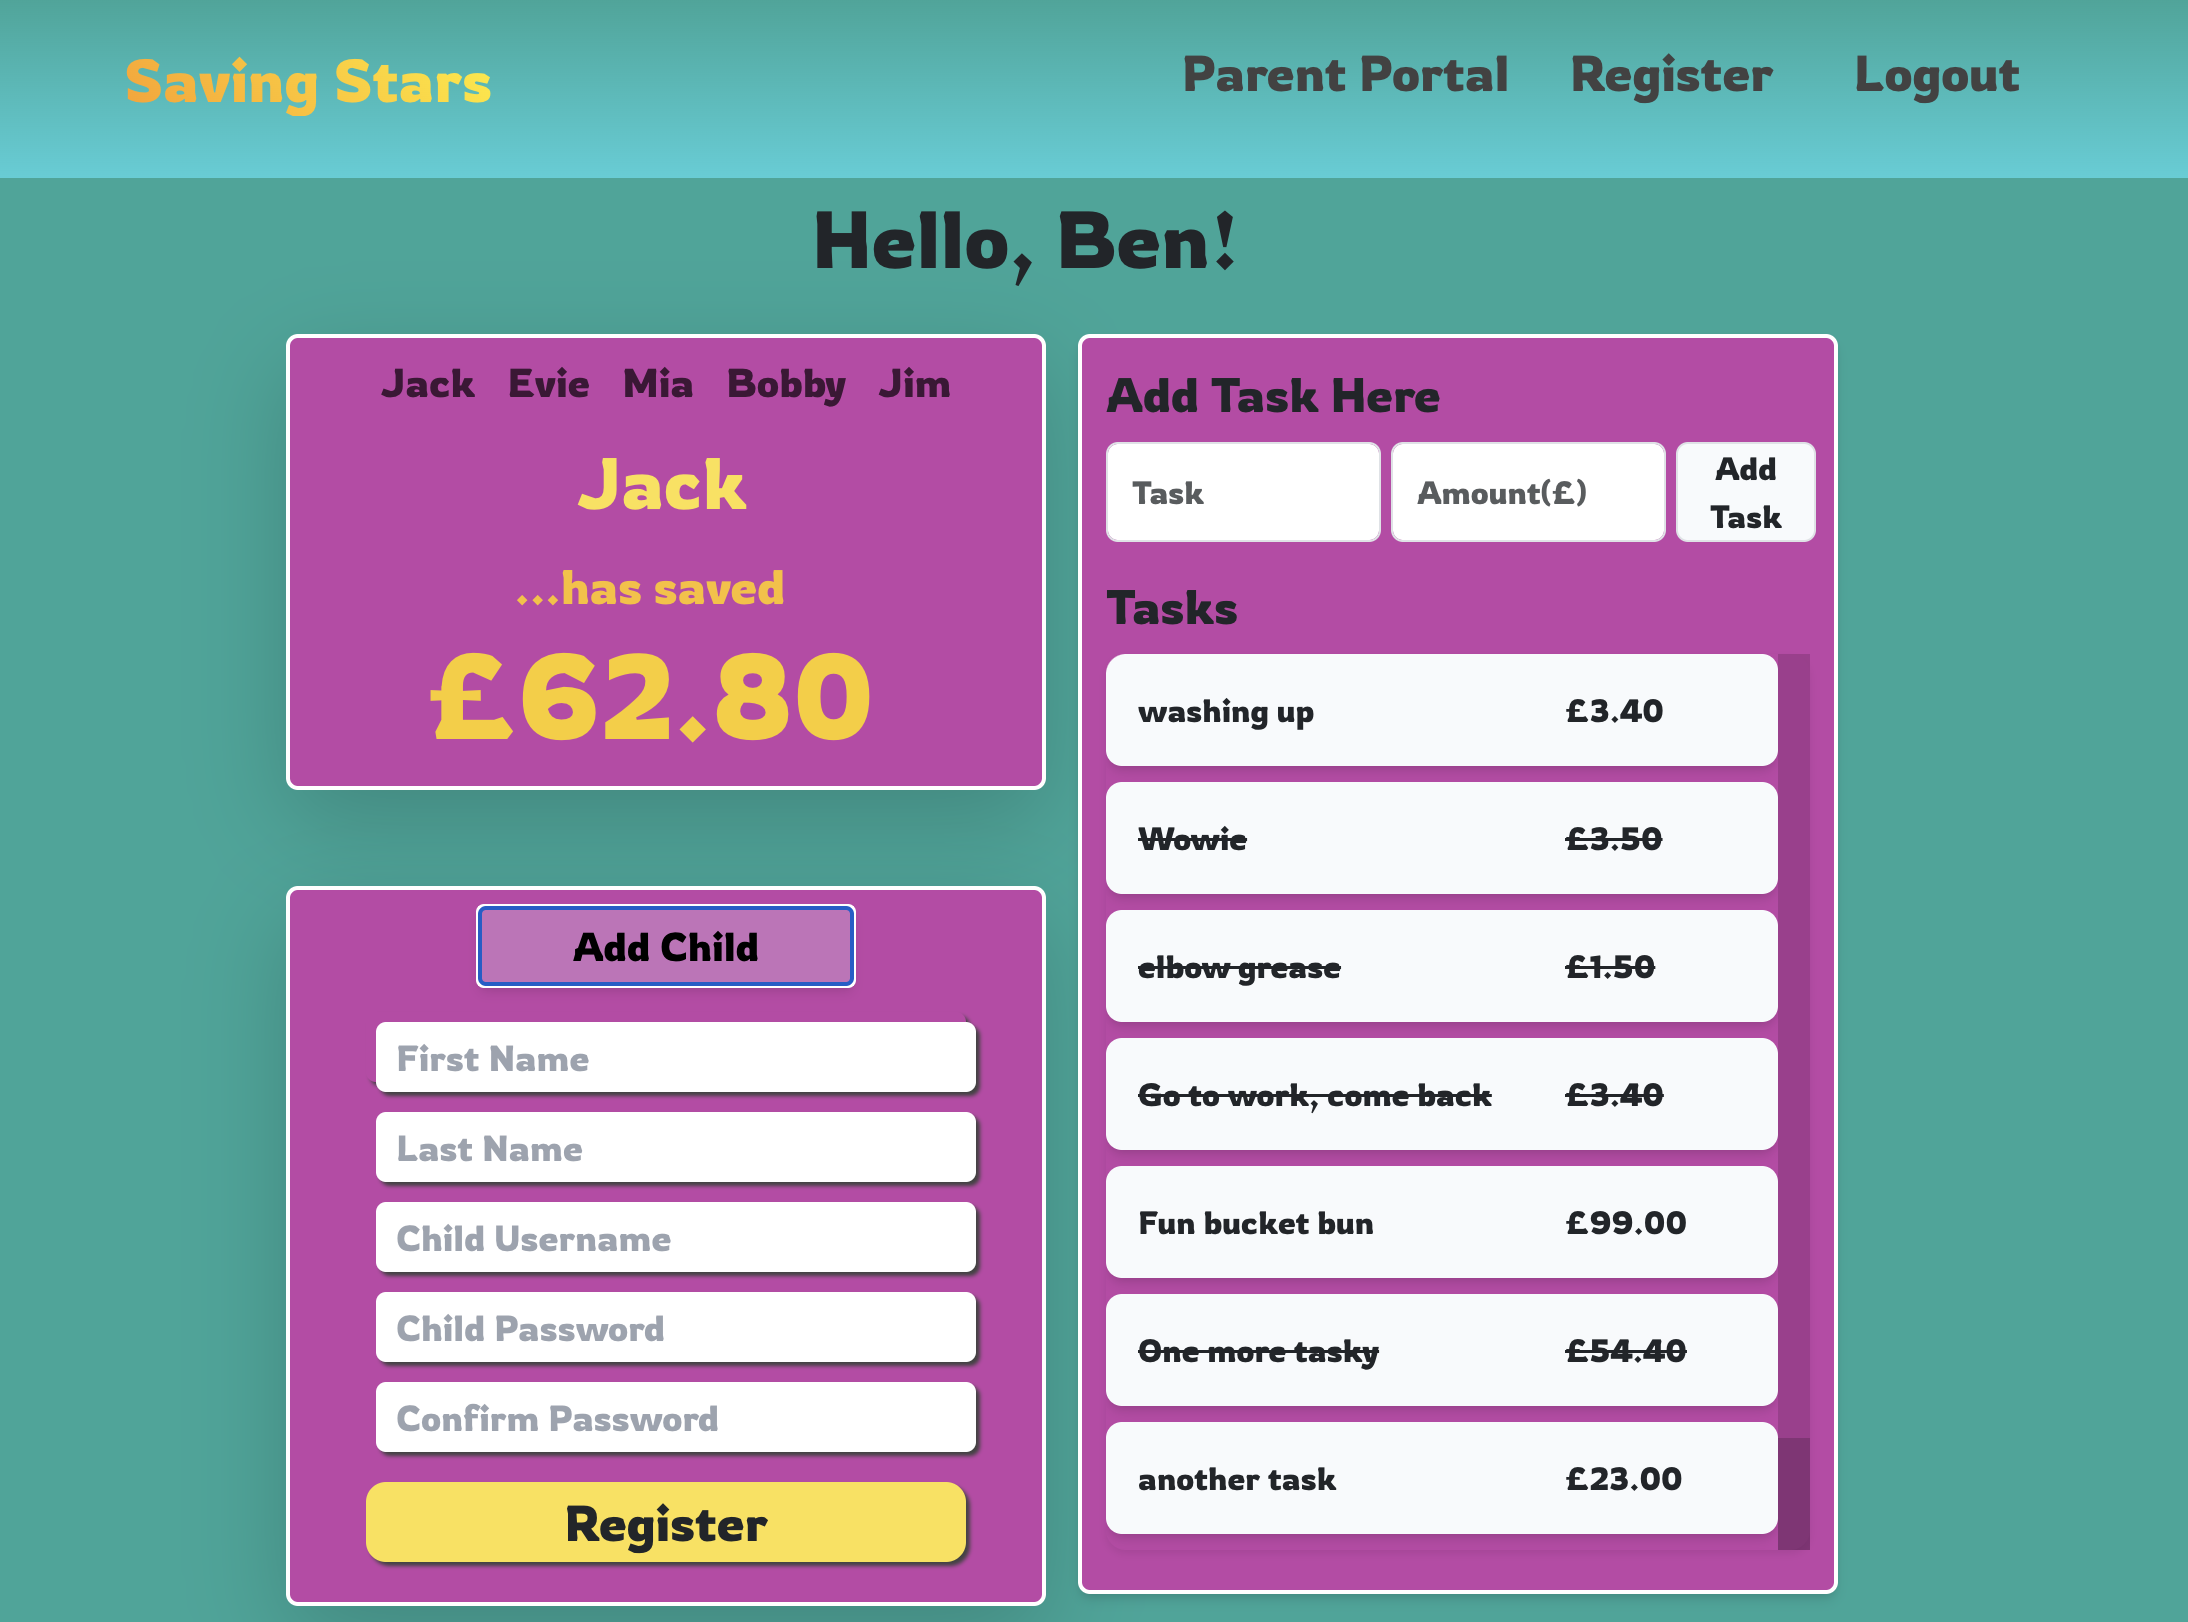 Saving Stars
Parent Portal Register Logout
Hello, Ben!
Jack Evie Mia Bobby Jim
Jack
...has saved
£62.80
Add Child
First Name
Last Name
Child Username
Child Password
Confirm Password
Register
Add Task Here
Task Amount(£) Add
Task
Tasks
washing up £3.40
Wowie £3.50
elbow grease £1.50
Go to work, come back £3.40
Fun bucket bun £99.00
One more tasky £54.40
another task £23.00